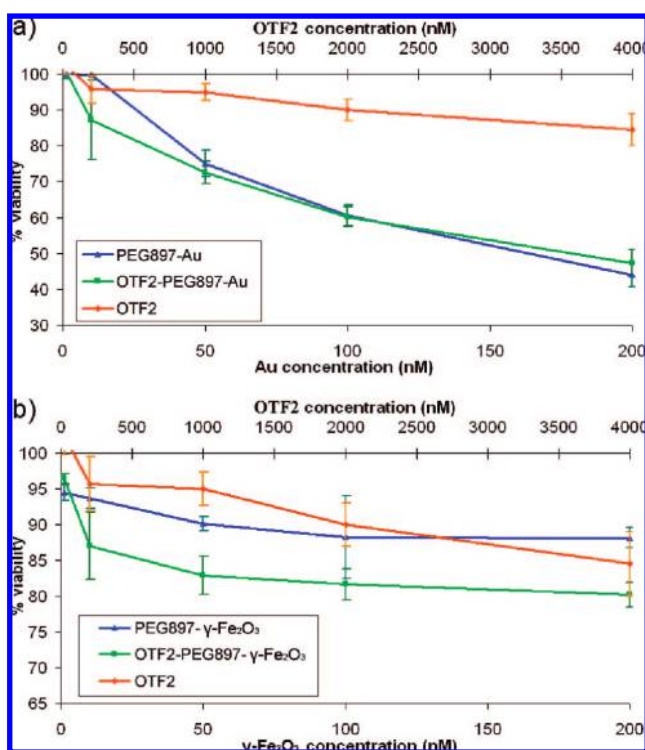 a)
OTF2 concentration (nM)
0 500 1000 1500 2000 2500 3000 3500 4000
100
90
80
70
60
50
40
30
% viability
PEG897-Au
OTF2-PEG897-Au
OTF2
0 50 100 150 200
Au concentration (nM)
b)
OTF2 concentration (nM)
0 500 1000 1500 2000 2500 3000 3500 4000
100
95
90
85
80
75
70
65
% viability
PEG897- γ-Fe₂O₃
OTF2-PEG897- γ-Fe₂O₃
OTF2
0 50 100 150 200
γ-Fe₂O₃ concentration (nM)